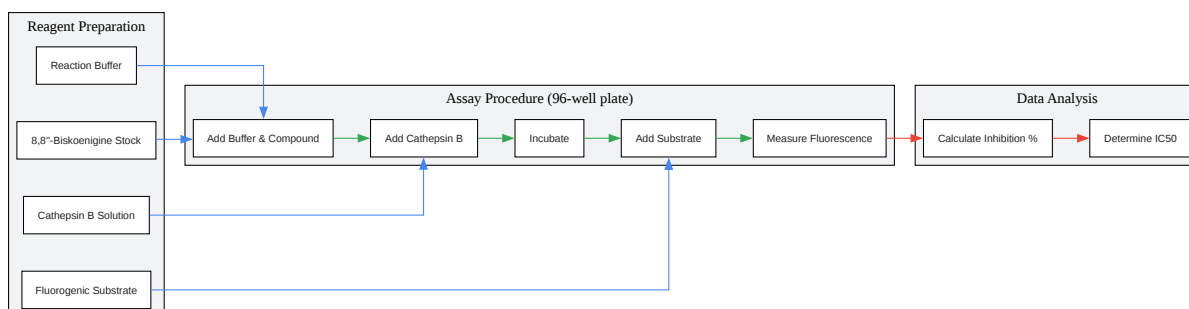 Reagent Preparation
Reaction Buffer
8,8''-Biskoenigine Stock
Cathepsin B Solution
Fluorogenic Substrate
Assay Procedure (96-well plate)
Add Buffer & Compound
Add Cathepsin B
Incubate
Add Substrate
Measure Fluorescence
Data Analysis
Calculate Inhibition %
Determine IC50